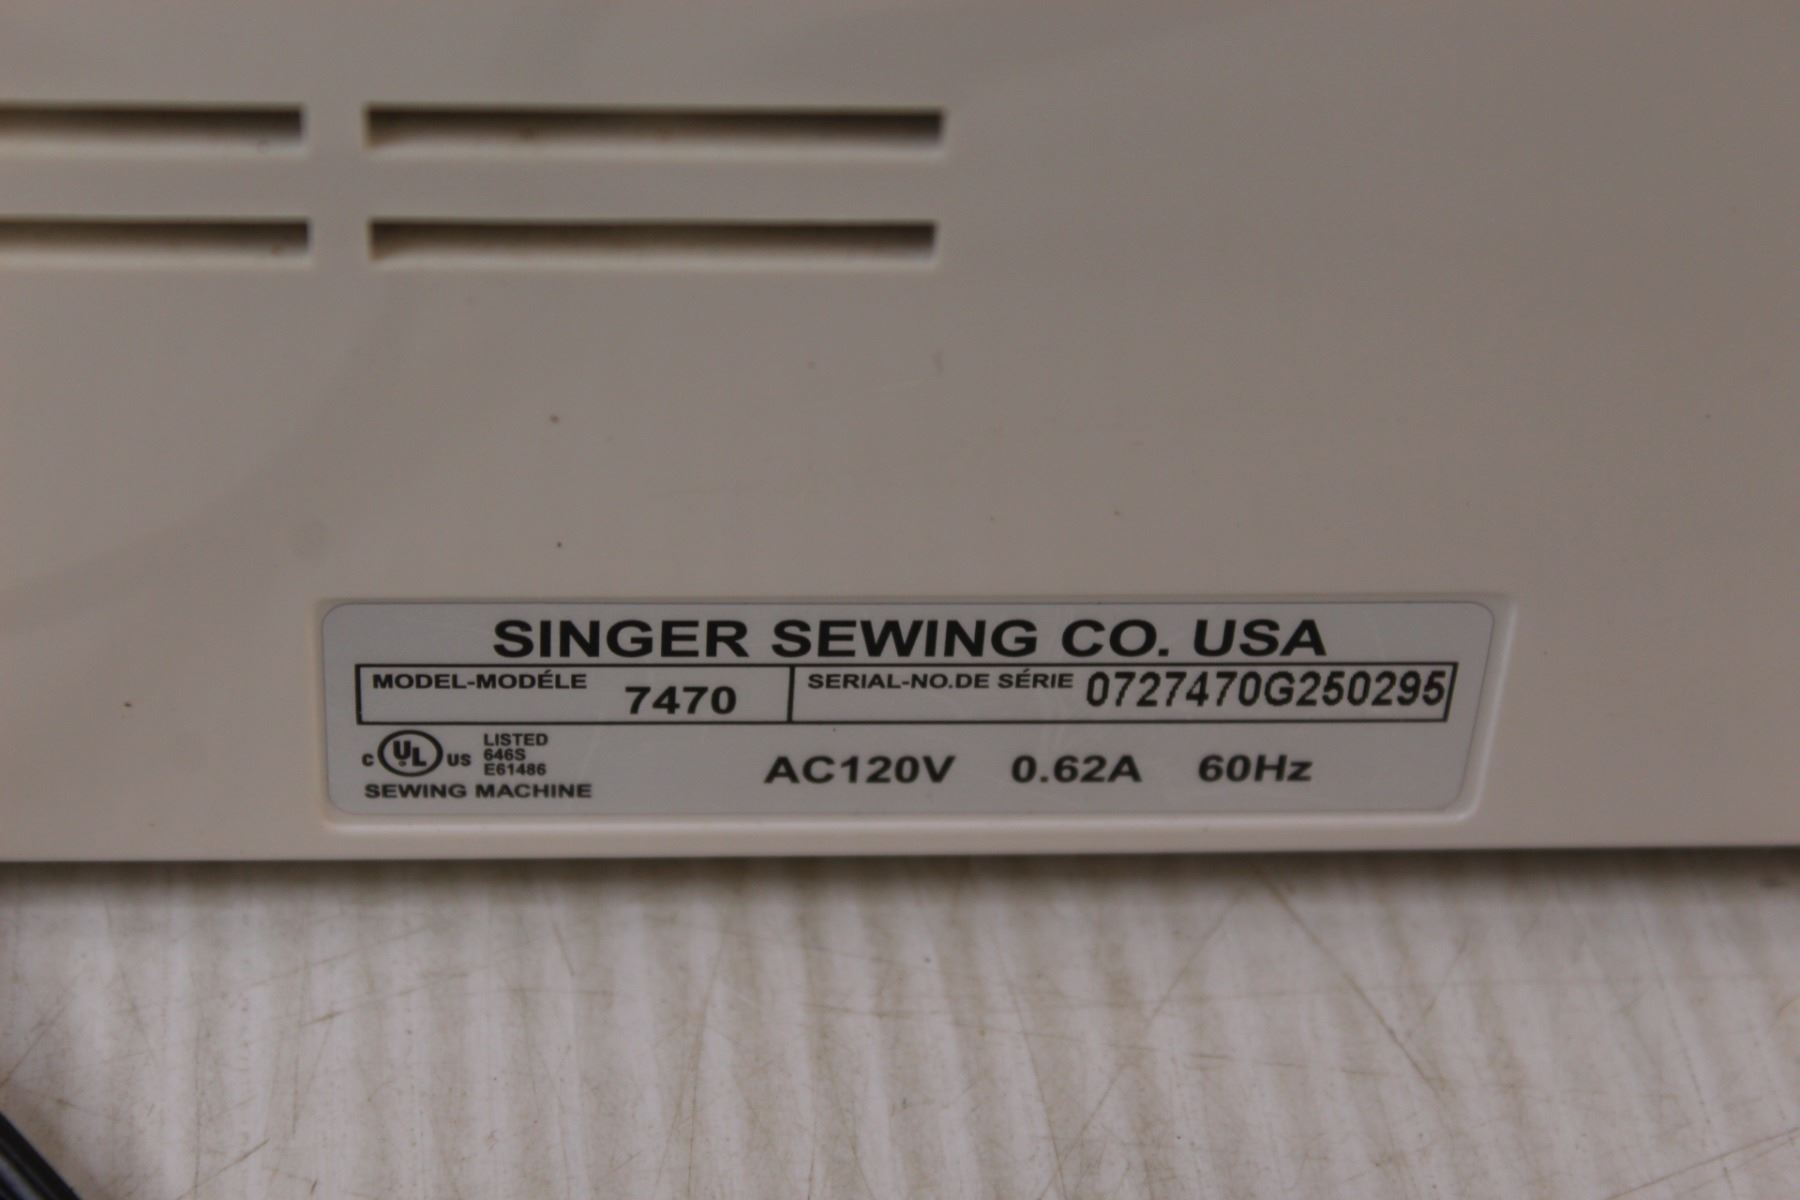 SINGER SEWING CO. USA
MODEL-MODÉLE 7470 SERIAL-NO.DE SÉRIE 0727470G250295
C UL US LISTED
646S
E61486
SEWING MACHINE
AC120V 0.62A 60Hz